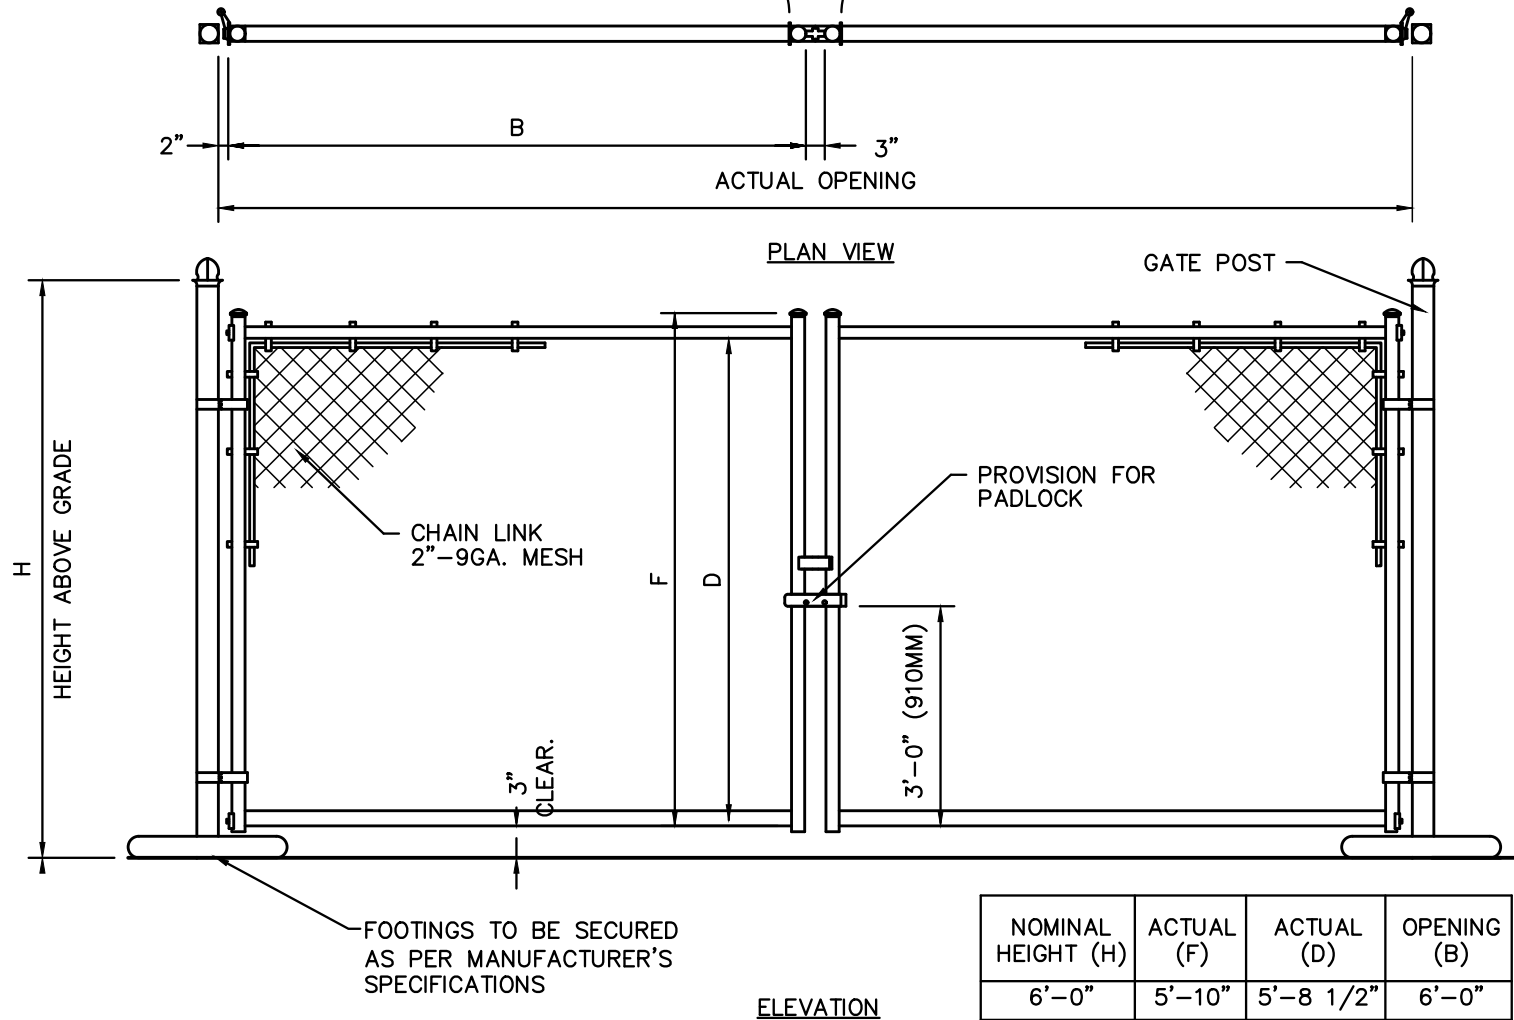 2”
B
3”
ACTUAL OPENING
PLAN VIEW
GATE POST
H
HEIGHT ABOVE GRADE
CHAIN LINK
2”-9GA. MESH
F
D
PROVISION FOR
PADLOCK
3’-0” (910MM)
3”
CLEAR.
FOOTINGS TO BE SECURED
AS PER MANUFACTURER’S
SPECIFICATIONS
ELEVATION
NOMINAL HEIGHT (H)
ACTUAL (F)
ACTUAL (D)
OPENING (B)
6’-0” 5’-10” 5’-8 1/2” 6’-0”